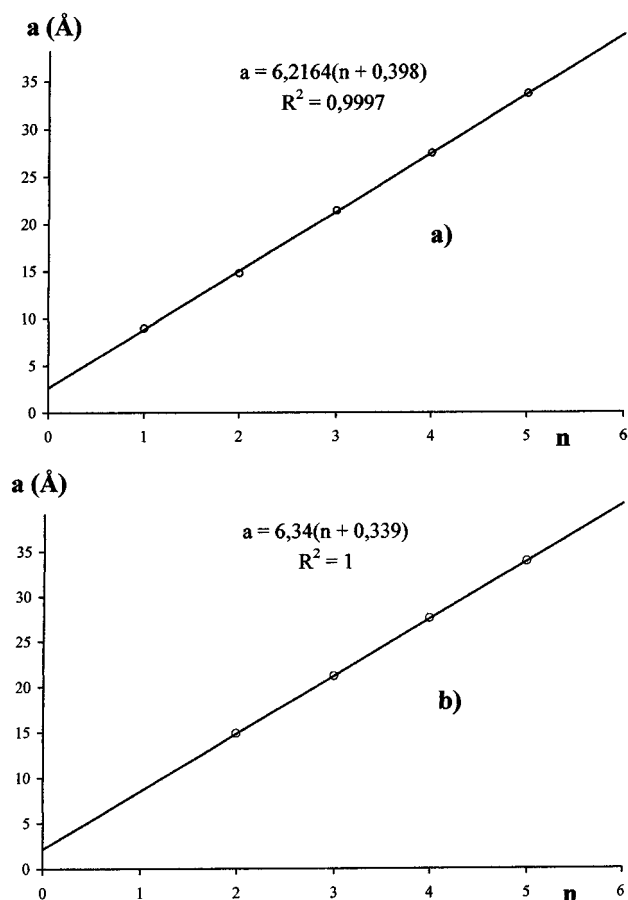 a (Å)
a = 6,2164(n + 0,398)
R² = 0,9997
35
30
25
20
15
10
5
0
a)
0 1 2 3 4 5 n 6
a (Å)
a = 6,34(n + 0,339)
R² = 1
35
30
25
20
15
10
5
0
b)
0 1 2 3 4 5 n 6